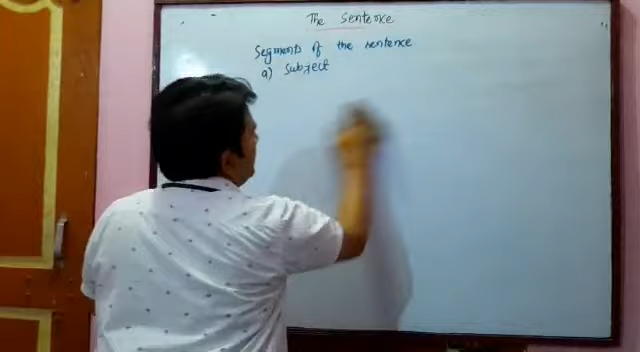 The Sentence
Segments of the sentence
a) Subject